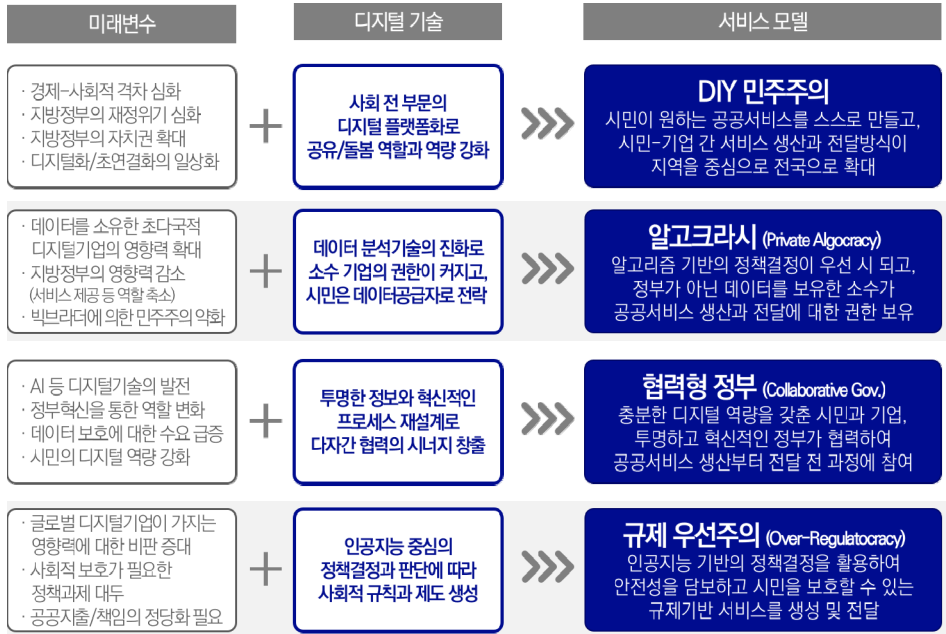 미래변수
디지털 기술
서비스 모델
· 경제-사회적 격차 심화
· 지방정부의 재정위기 심화
· 지방정부의 자치권 확대
· 디지털화/초연결화의 일상화
+
사회 전 부문의
디지털 플랫폼화로
공유/돌봄 역할과 역량 강화
DIY 민주주의
시민이 원하는 공공서비스를 스스로 만들고,
시민-기업 간 서비스 생산과 전달방식이
지역을 중심으로 전국으로 확대
· 데이터를 소유한 초다국적
디지털기업의 영향력 확대
· 지방정부의 영향력 감소
(서비스 제공 등 역할 축소)
· 빅브라더에 의한 민주주의 약화
+
데이터 분석기술의 진화로
소수 기업의 권한이 커지고,
시민은 데이터공급자로 전락
알고크라시 (Private Algocracy)
알고리즘 기반의 정책결정이 우선 시 되고,
정부가 아닌 데이터를 보유한 소수가
공공서비스 생산과 전달에 대한 권한 보유
· AI 등 디지털기술의 발전
· 정부혁신을 통한 역할 변화
· 데이터 보호에 대한 수요 급증
· 시민의 디지털 역량 강화
+
투명한 정보와 혁신적인
프로세스 재설계로
다자간 협력의 시너지 창출
협력형 정부 (Collaborative Gov.)
충분한 디지털 역량을 갖춘 시민과 기업,
투명하고 혁신적인 정부가 협력하여
공공서비스 생산부터 전달 전 과정에 참여
· 글로벌 디지털기업이 가지는
영향력에 대한 비판 증대
· 사회적 보호가 필요한
정책과제 대두
· 공공지출/책임의 정당화 필요
+
인공지능 중심의
정책결정과 판단에 따라
사회적 규칙과 제도 생성
규제 우선주의 (Over-Regulatocracy)
인공지능 기반의 정책결정을 활용하여
안전성을 담보하고 시민을 보호할 수 있는
규제기반 서비스를 생성 및 전달